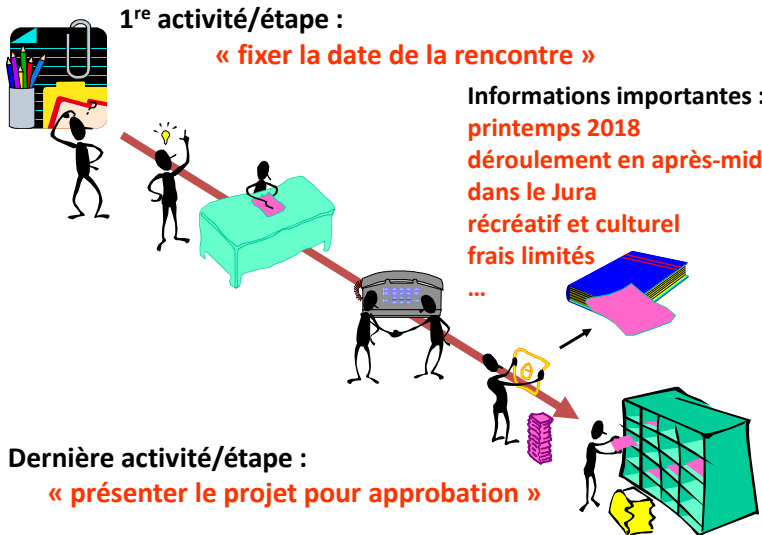 1re activité/étape :
« fixer la date de la rencontre »
Informations importantes :
printemps 2018
déroulement en après-mid
dans le Jura
récréatif et culturel
frais limités
...
Dernière activité/étape :
« présenter le projet pour approbation »